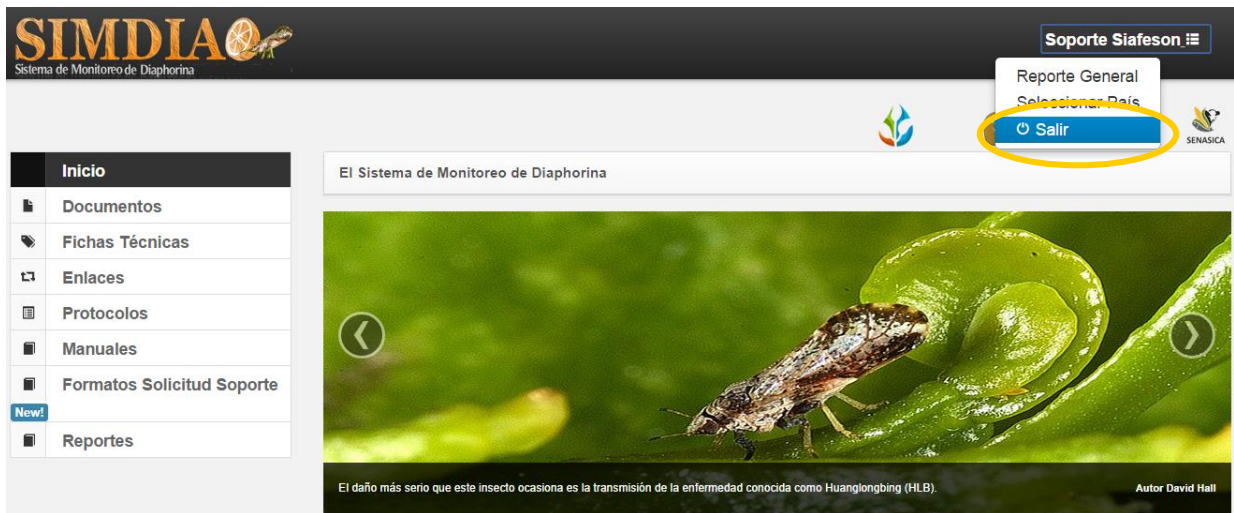 SIMDIA
Sistema de Monitoreo de Diaphorina
Soporte Siafeson
Reporte General
Seleccionar País
Salir
SENASICA
Inicio
Documentos
Fichas Técnicas
Enlaces
Protocolos
Manuales
Formatos Solicitud Soporte
New!
Reportes
El Sistema de Monitoreo de Diaphorina
El daño más serio que este insecto ocasiona es la transmisión de la enfermedad conocida como Huanglongbing (HLB).
Autor David Hall